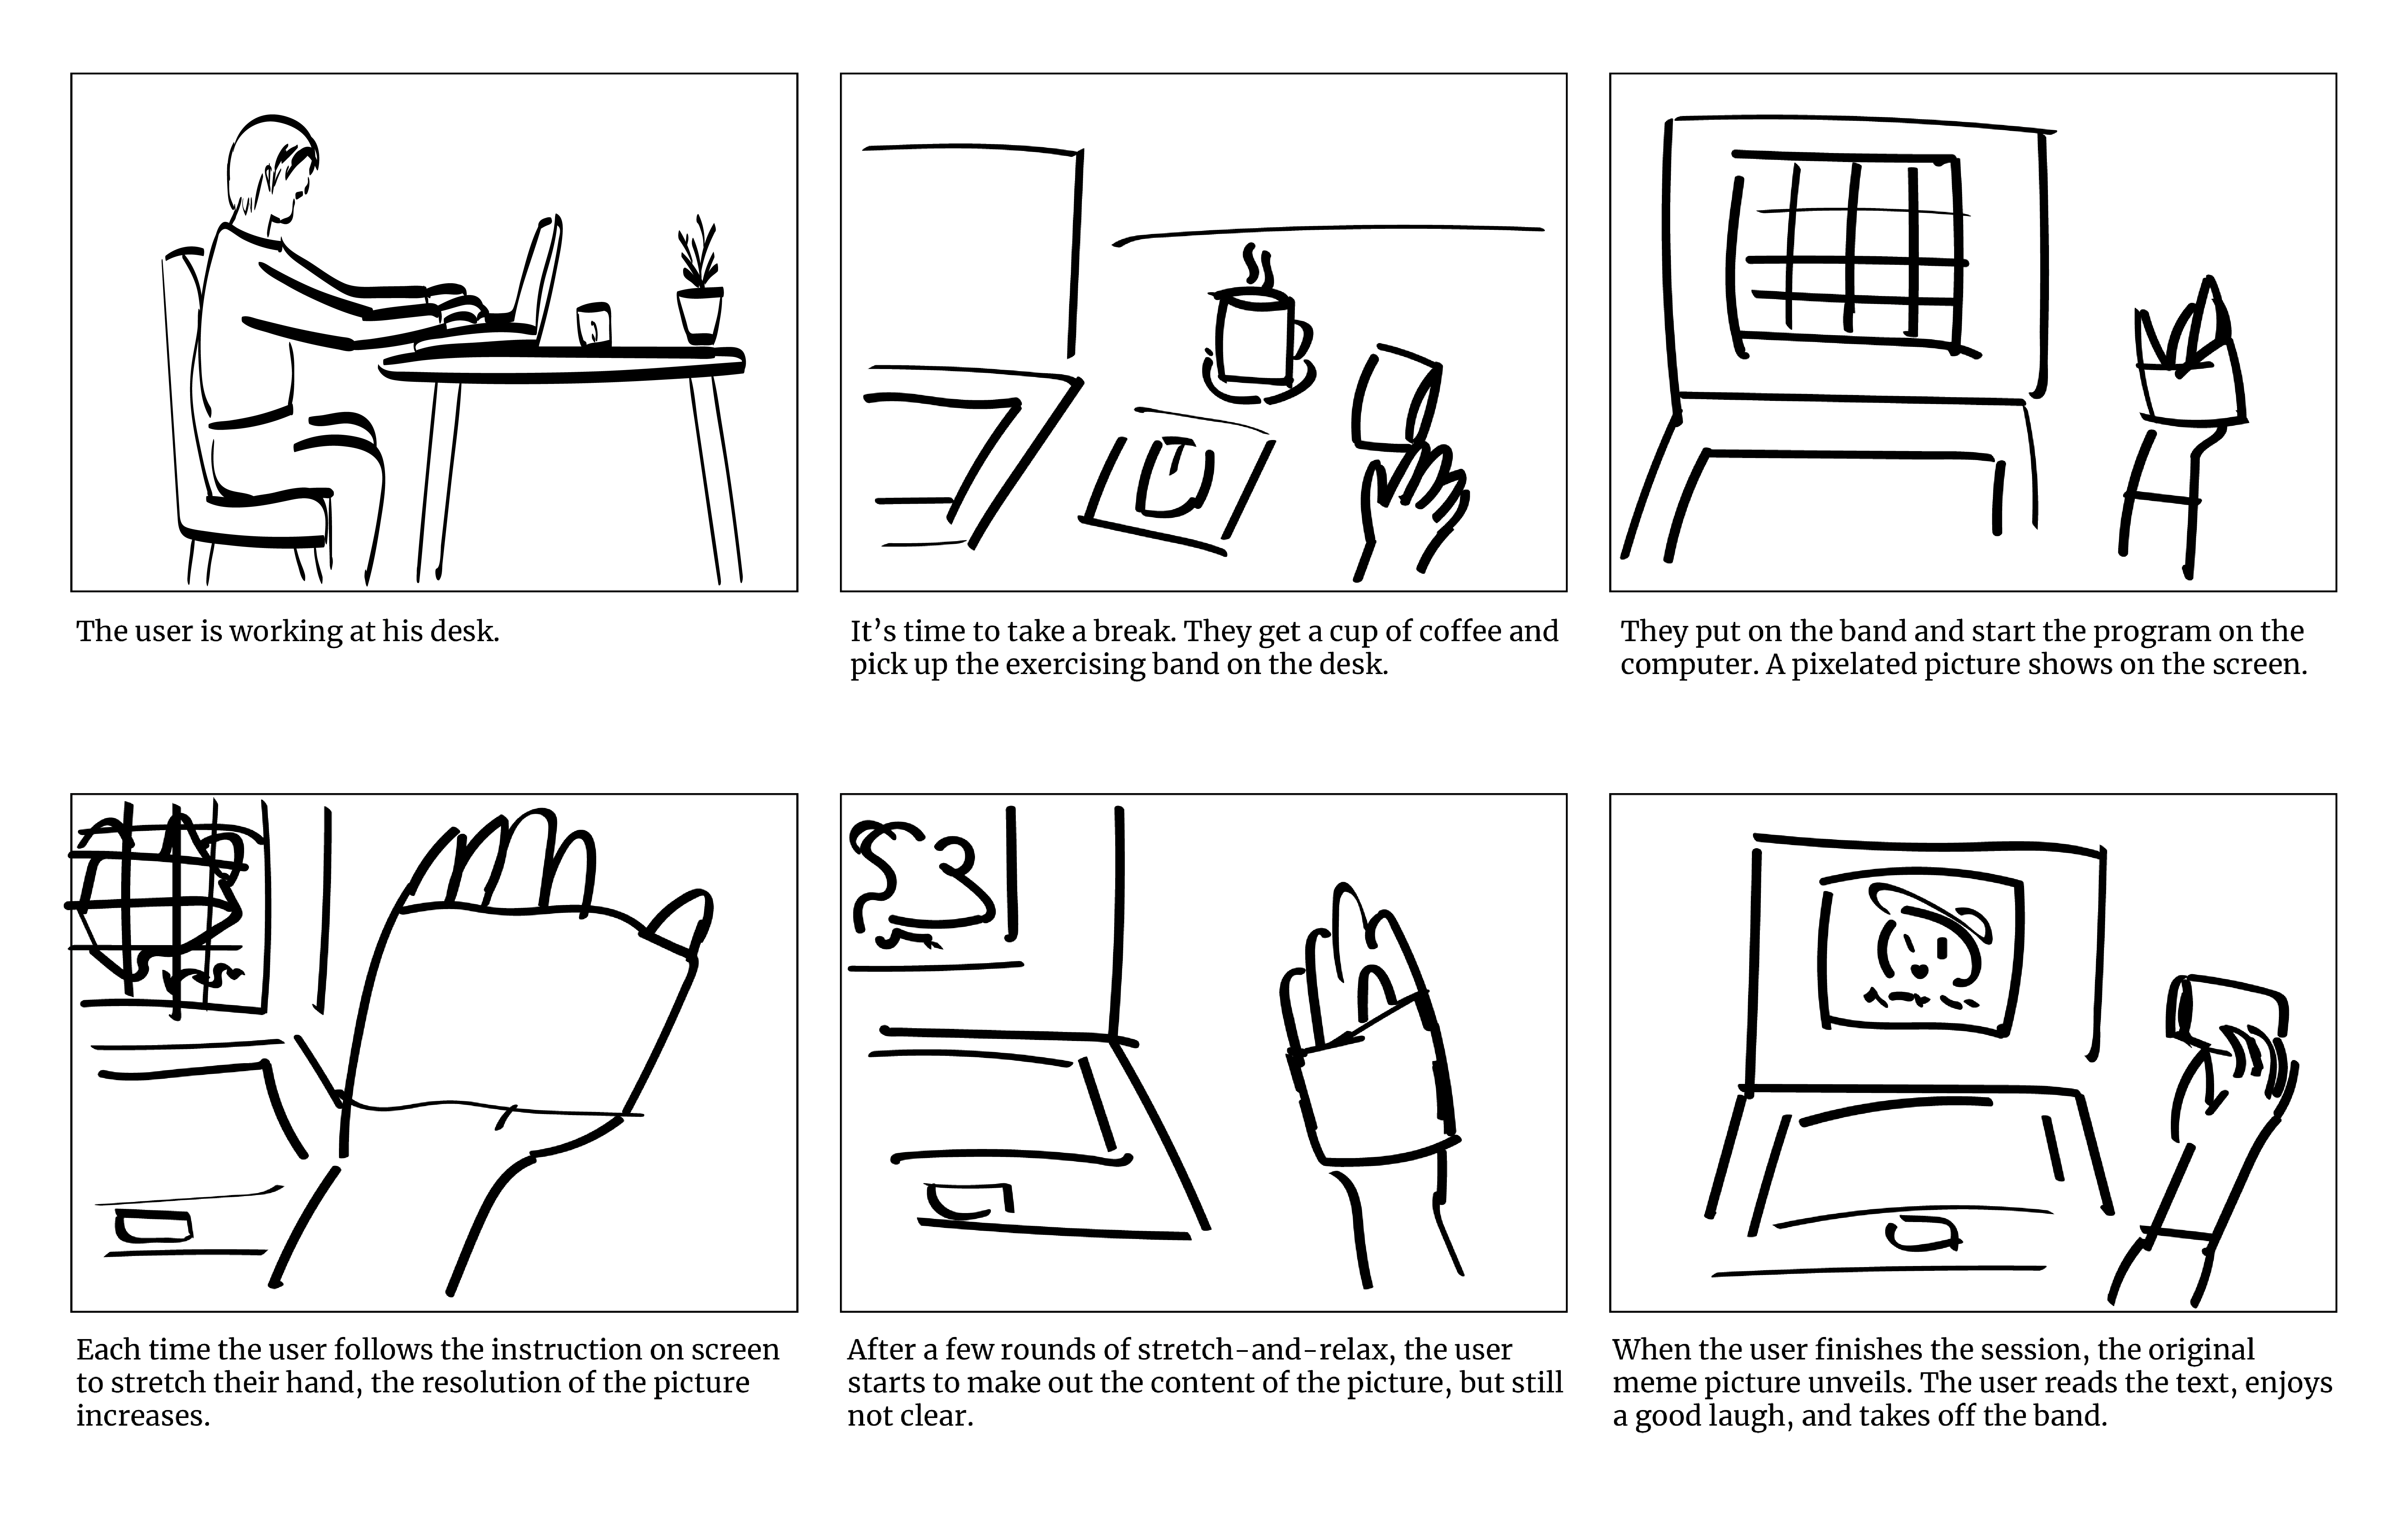 The user is working at his desk.
It’s time to take a break. They get a cup of coffee and
pick up the exercising band on the desk.
They put on the band and start the program on the
computer. A pixelated picture shows on the screen.
Each time the user follows the instruction on screen
to stretch their hand, the resolution of the picture
increases.
After a few rounds of stretch-and-relax, the user
starts to make out the content of the picture, but still
not clear.
When the user finishes the session, the original
meme picture unveils. The user reads the text, enjoys
a good laugh, and takes off the band.